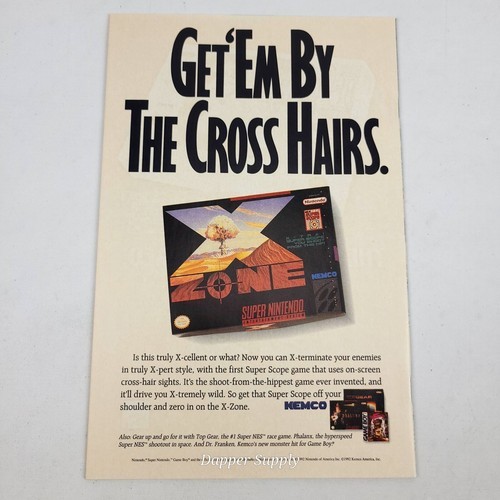 GET 'EM BY
THE CROSS HAIRS.
Nintendo
X
ZONE
KEMCO
SUPER NINTENDO
ENTERTAINMENT SYSTEM
Is this truly X-cellent or what? Now you can X-terminate your enemies
in truly X-pert style, with the first Super Scope game that uses on-screen
cross-hair sights. It's the shoot-from-the-hippest game ever invented, and
it'll drive you X-tremely wild. So get that Super Scope off your
shoulder and zero in on the X-Zone.
KEMCO
Also: Gear up and go for it with Top Gear, the #1 Super NES™ race game. Phalanx, the hyperspeed
Super NES™ shootout in space. And Dr. Franken, Kemco's new monster hit for Game Boy.®
Dapper-Supply